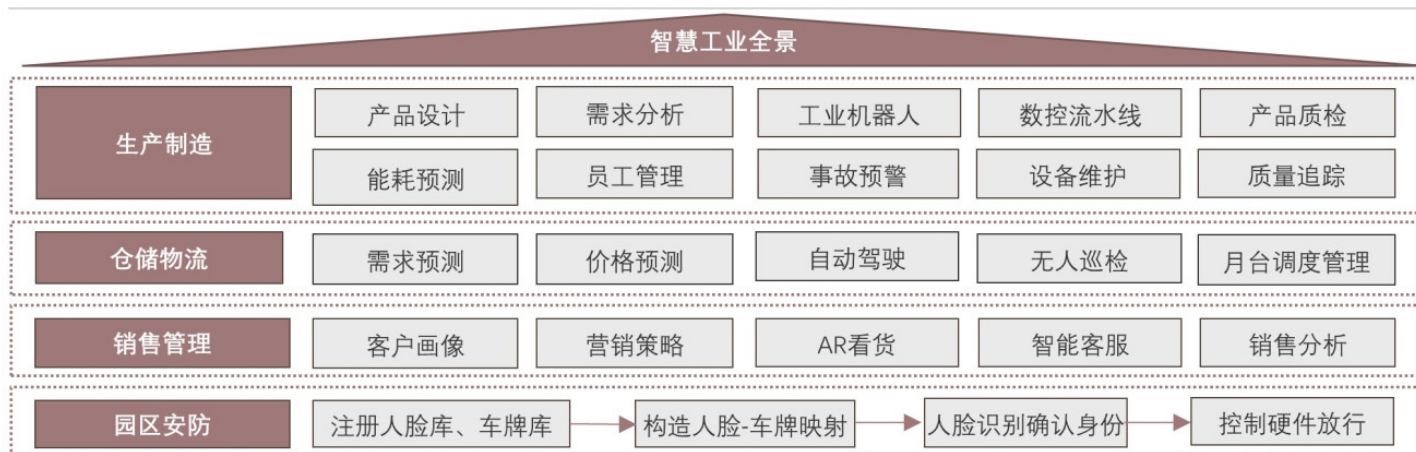 智慧工业全景
生产制造
产品设计 需求分析 工业机器人 数控流水线 产品质检
能耗预测 员工管理 事故预警 设备维护 质量追踪
仓储物流 需求预测 价格预测 自动驾驶 无人巡检 月台调度管理
销售管理 客户画像 营销策略 AR看货 智能客服 销售分析
园区安防 注册人脸库、车牌库 构造人脸-车牌映射 人脸识别确认身份 控制硬件放行